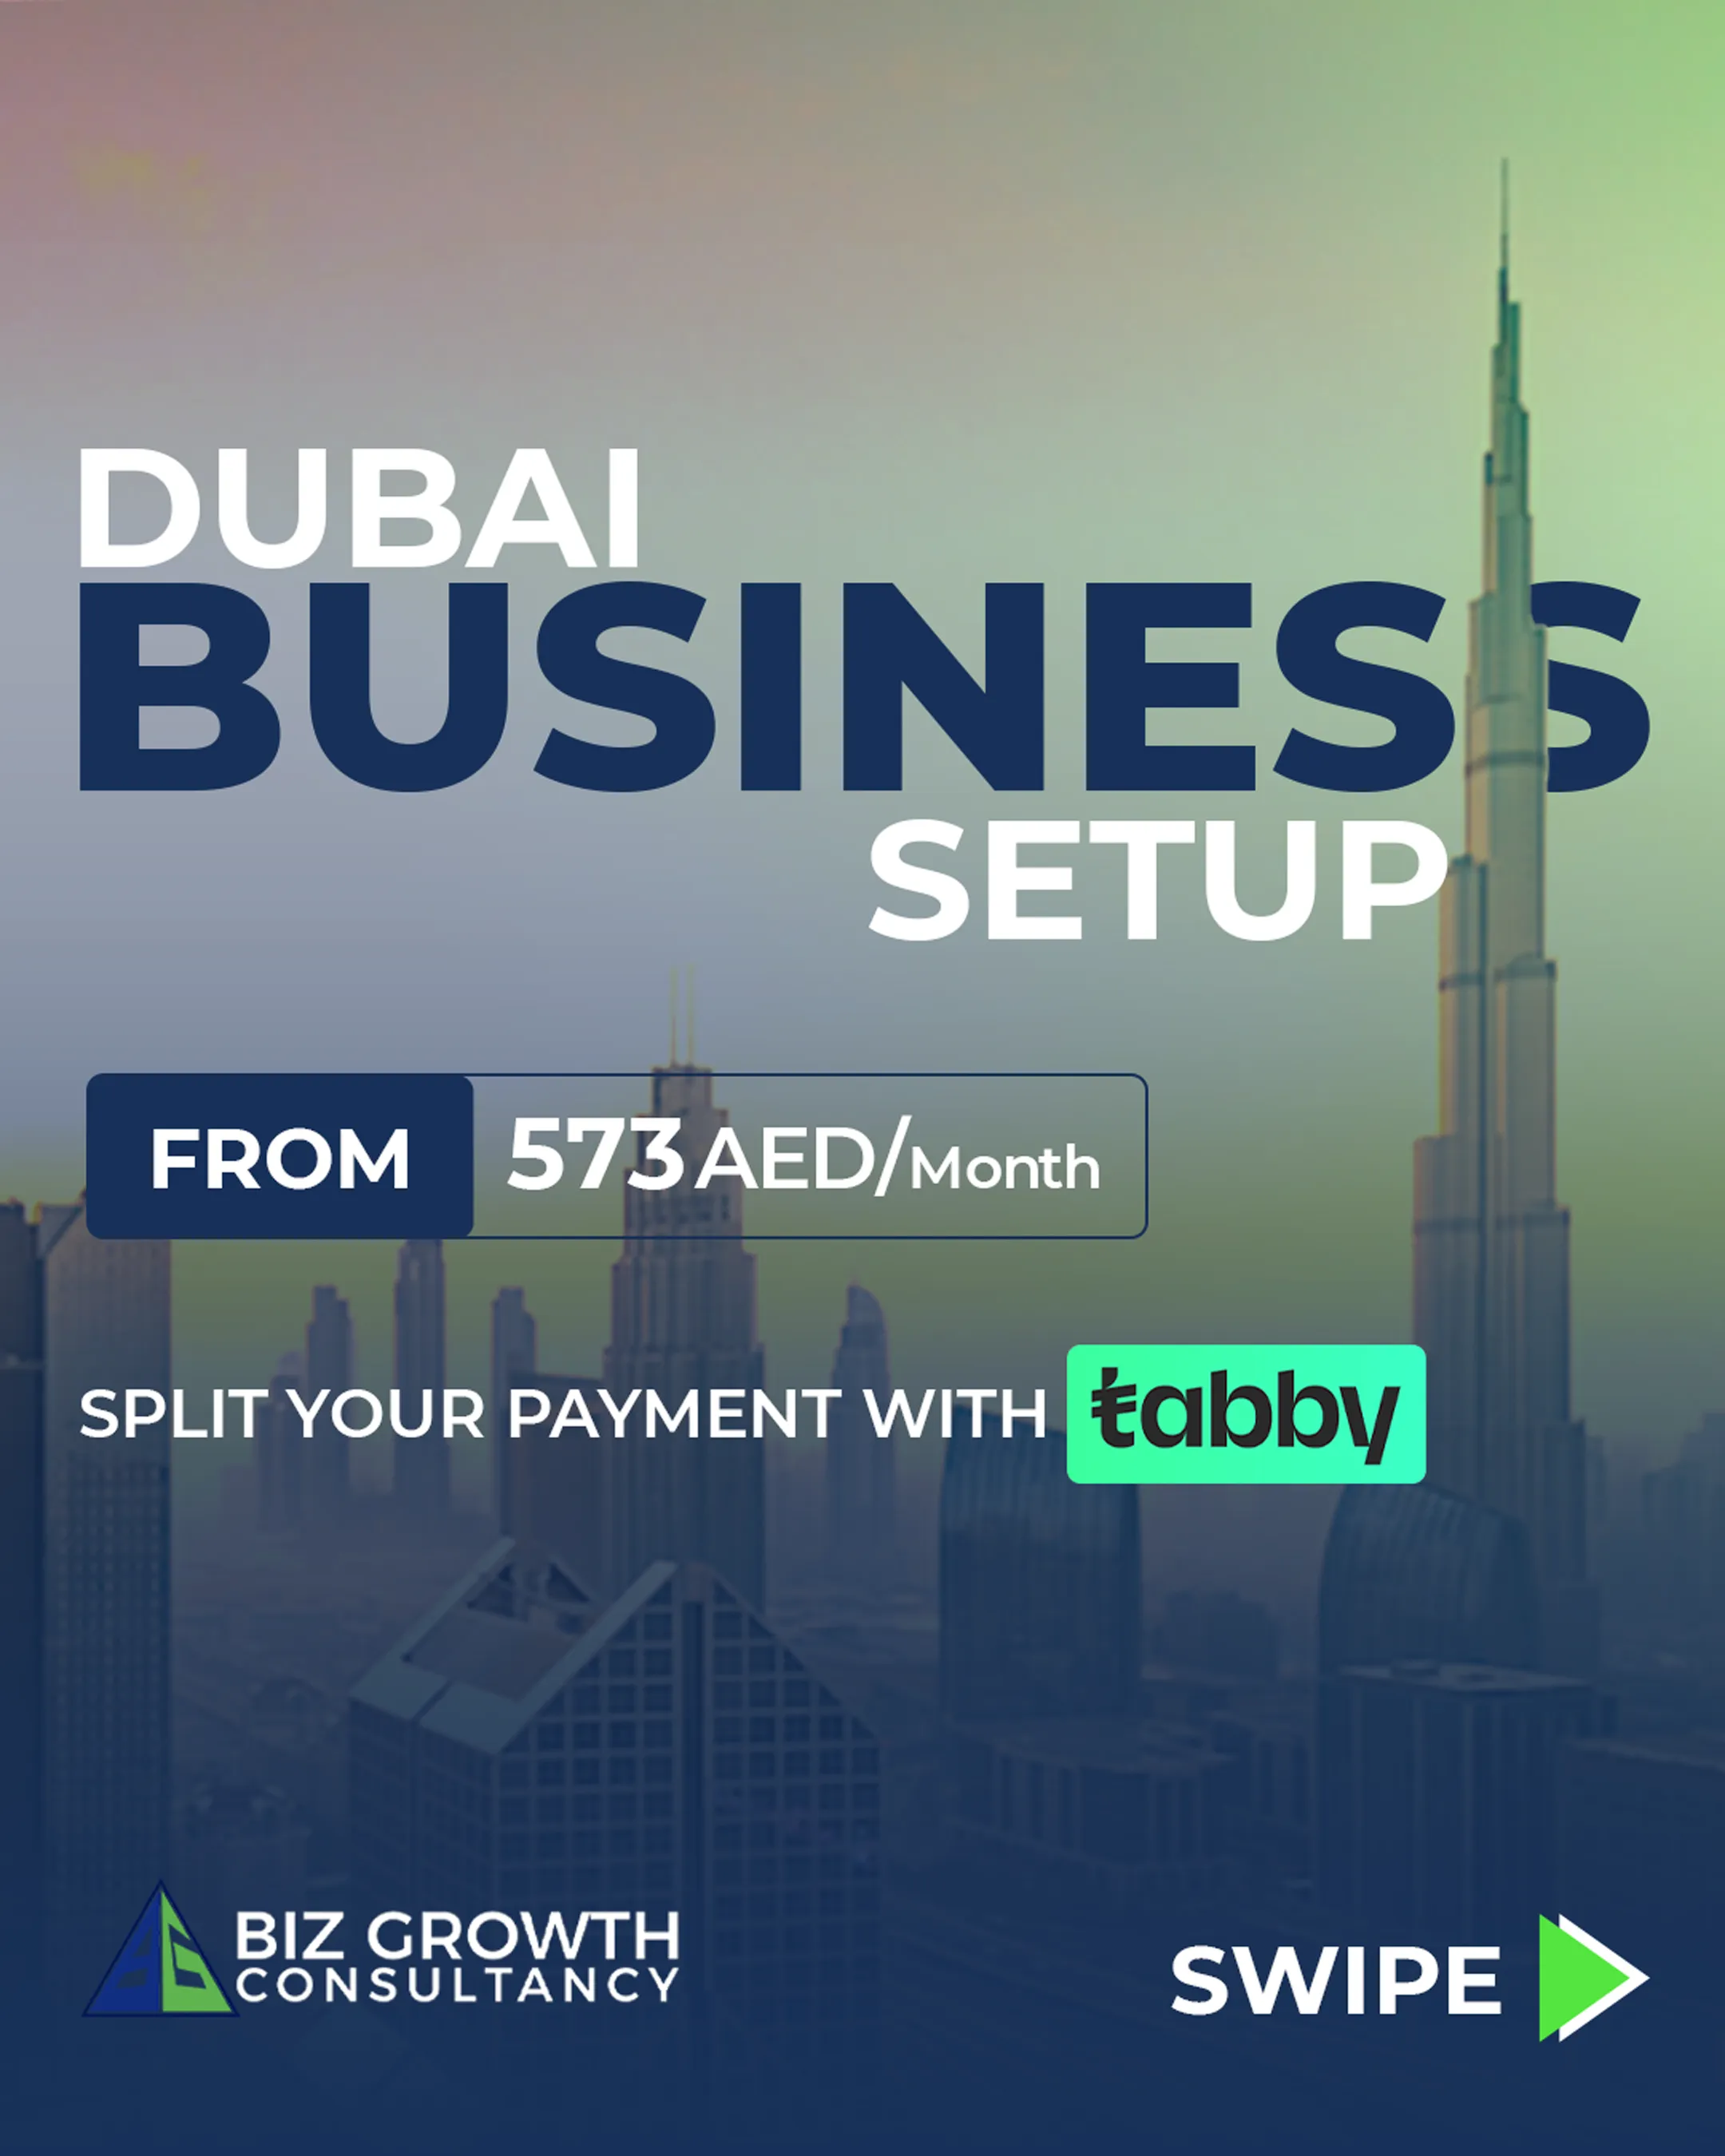 DUBAI
BUSINESS
SETUP
FROM 573 AED/Month
SPLIT YOUR PAYMENT WITH tabby
BIZ GROWTH
CONSULTANCY
SWIPE